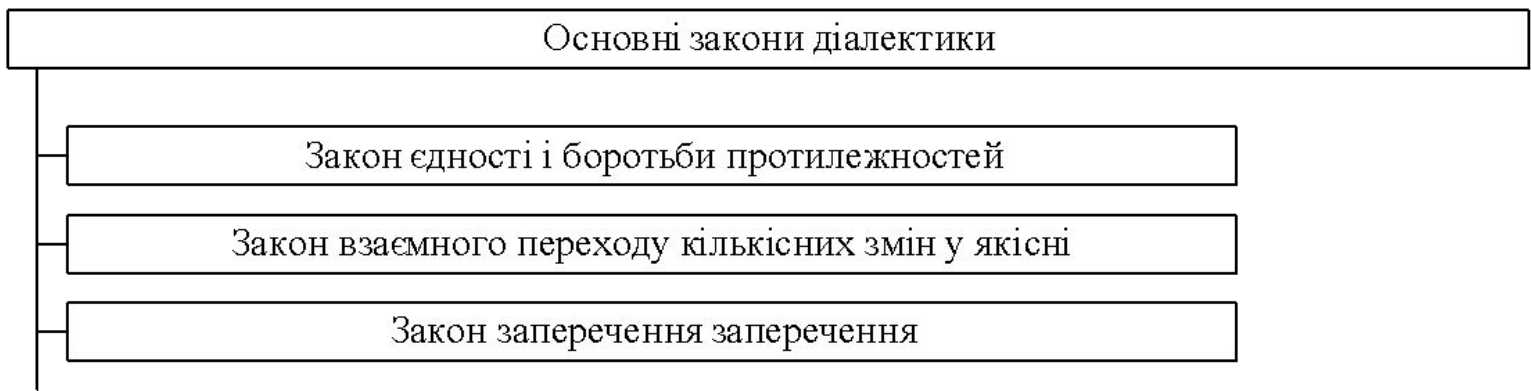 Основні закони діалектики
Закон єдності і боротьби протилежностей
Закон взаємного переходу кількісних змін у якісні
Закон заперечення заперечення